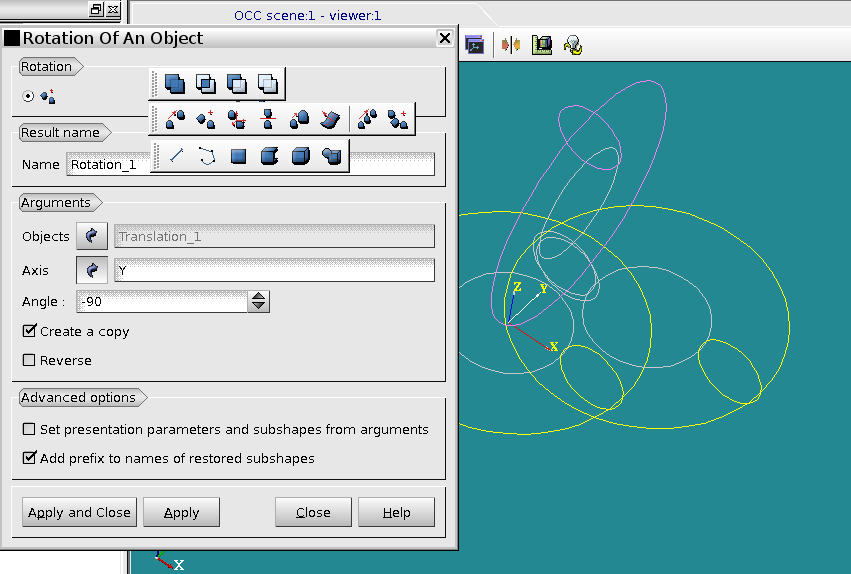 OCC scene:1 - viewer:1
Rotation Of An Object
Rotation
Result name
Name Rotation_1
Arguments
Objects Translation_1
Axis Y
Angle : -90
Create a copy
Reverse
Advanced options
Set presentation parameters and subshapes from arguments
Add prefix to names of restored subshapes
Apply and Close Apply Close Help
Z
Y
X
X